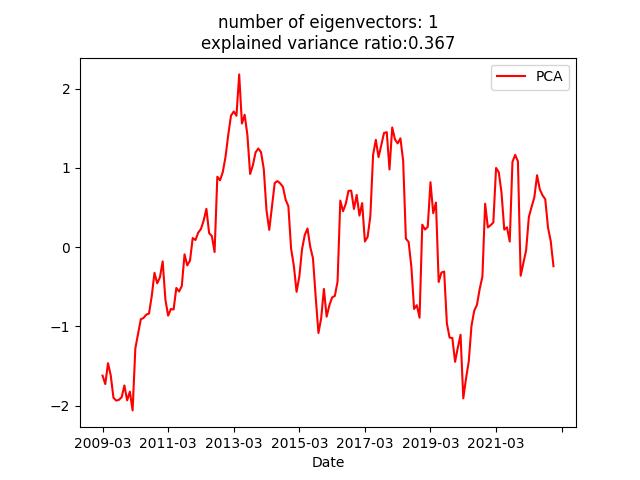 number of eigenvectors: 1
explained variance ratio:0.367
PCA
2
1
0
−1
−2
2009-03 2011-03 2013-03 2015-03 2017-03 2019-03 2021-03
Date